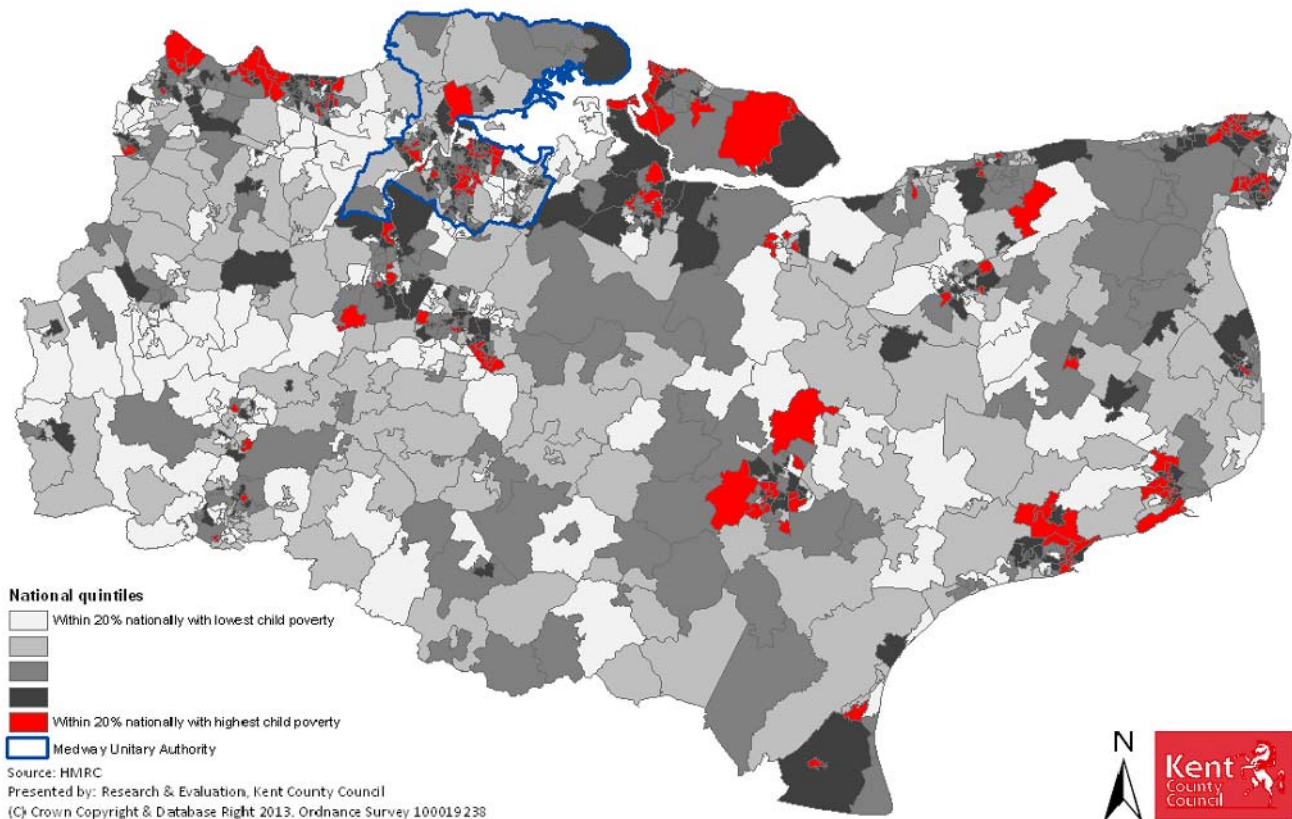 National quintiles
Within 20% nationally with lowest child poverty
Within 20% nationally with highest child poverty
Medway Unitary Authority
Source: HMRC
Presented by: Research & Evaluation, Kent County Council
(C) Crown Copyright & Database Right 2013. Ordnance Survey 100019238
N
Kent
County
Council